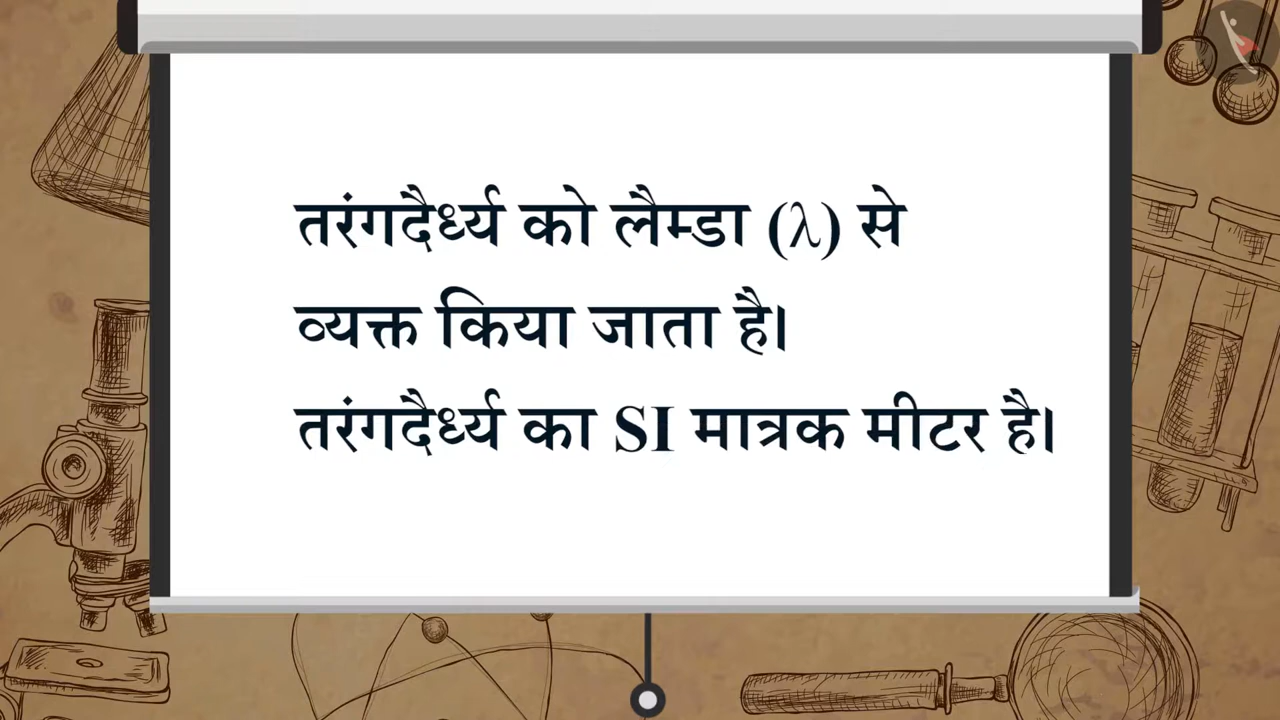 तरंगदैर्ध्य को लैम्डा (λ) से
व्यक्त किया जाता है।
तरंगदैर्ध्य का SI मात्रक मीटर है।